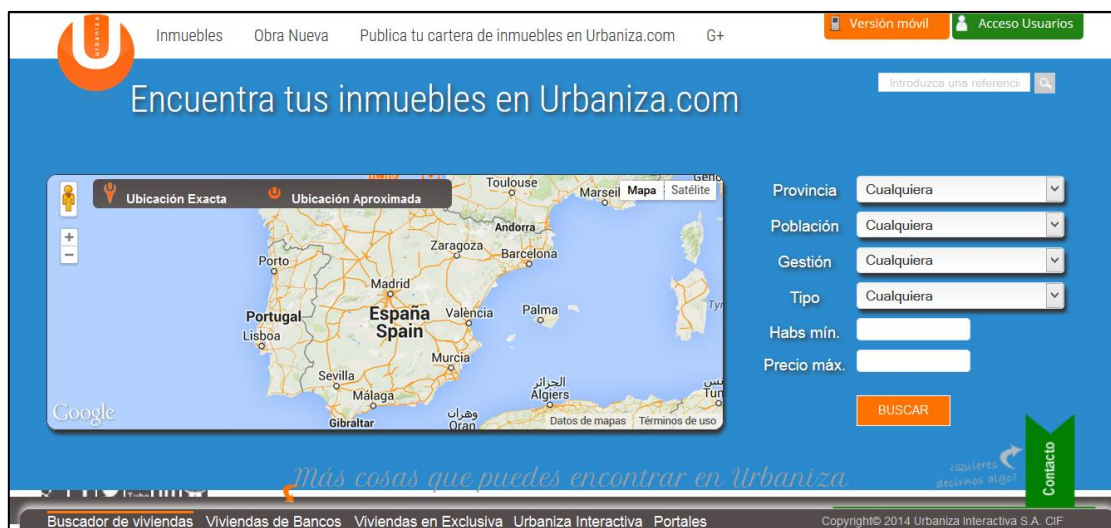 urbaniza
Inmuebles Obra Nueva Publica tu cartera de inmuebles en Urbaniza.com G+
Versión móvil
Acceso Usuarios
Introduzca una referenci
Encuentra tus inmuebles en Urbaniza.com
Ubicación Exacta
Ubicación Aproximada
Toulouse
Marseil
Geno
Mapa Satélite
Andorra
Zaragoza
Barcelona
Porto
Madrid
Portugal
España
Spain
València
Palma
Tyr
Lisboa
Murcia
Sevilla
Málaga
الجزائر
Algiers
تنس
Tun
Google
Gibraltar
وهران
Oran
Datos de mapas Términos de uso
Provincia Cualquiera
Población Cualquiera
Gestión Cualquiera
Tipo Cualquiera
Habs mín.
Precio máx.
BUSCAR
Más cosas que puedes encontrar en Urbaniza
¿Quieres
decirnos algo?
Contacto
Buscador de viviendas Viviendas de Bancos Viviendas en Exclusiva Urbaniza Interactiva Portales
Copyright© 2014 Urbaniza Interactiva S.A. CIF